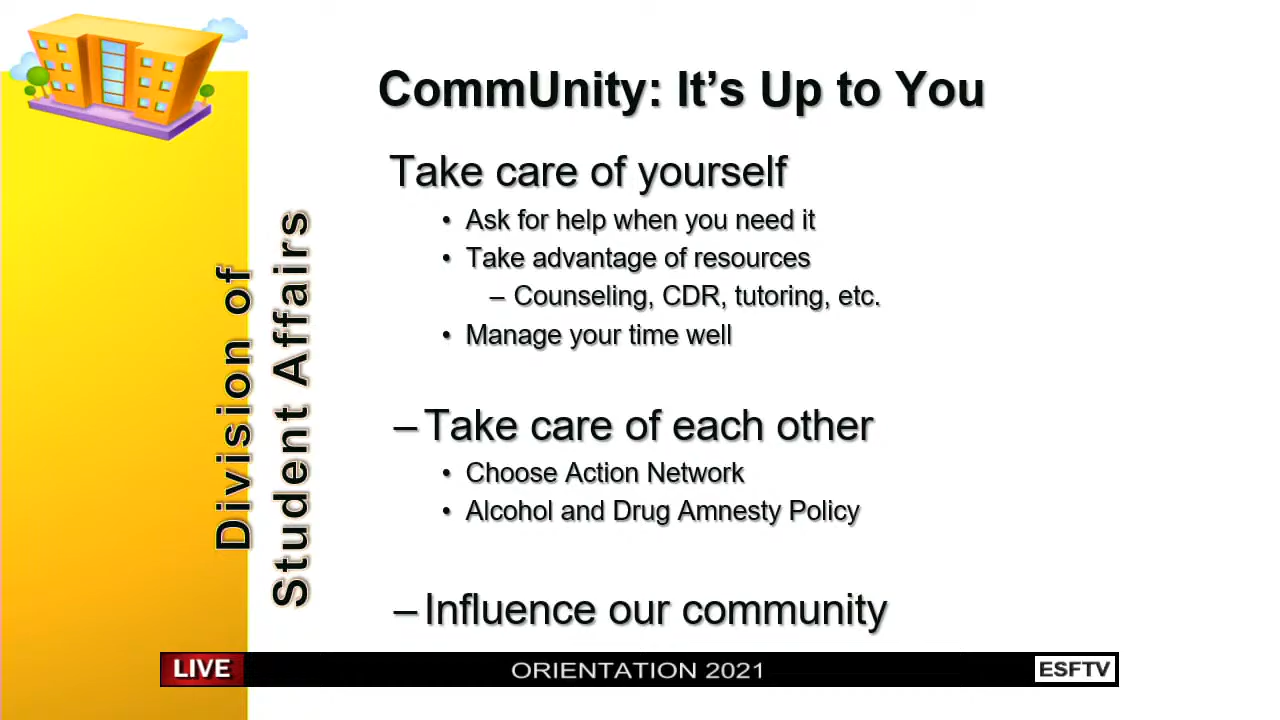 CommUnity: It's Up to You
Take care of yourself
• Ask for help when you need it
• Take advantage of resources
– Counseling, CDR, tutoring, etc.
• Manage your time well
– Take care of each other
• Choose Action Network
• Alcohol and Drug Amnesty Policy
– Influence our community
Division of
Student Affairs
LIVE
ORIENTATION 2021
ESFTV